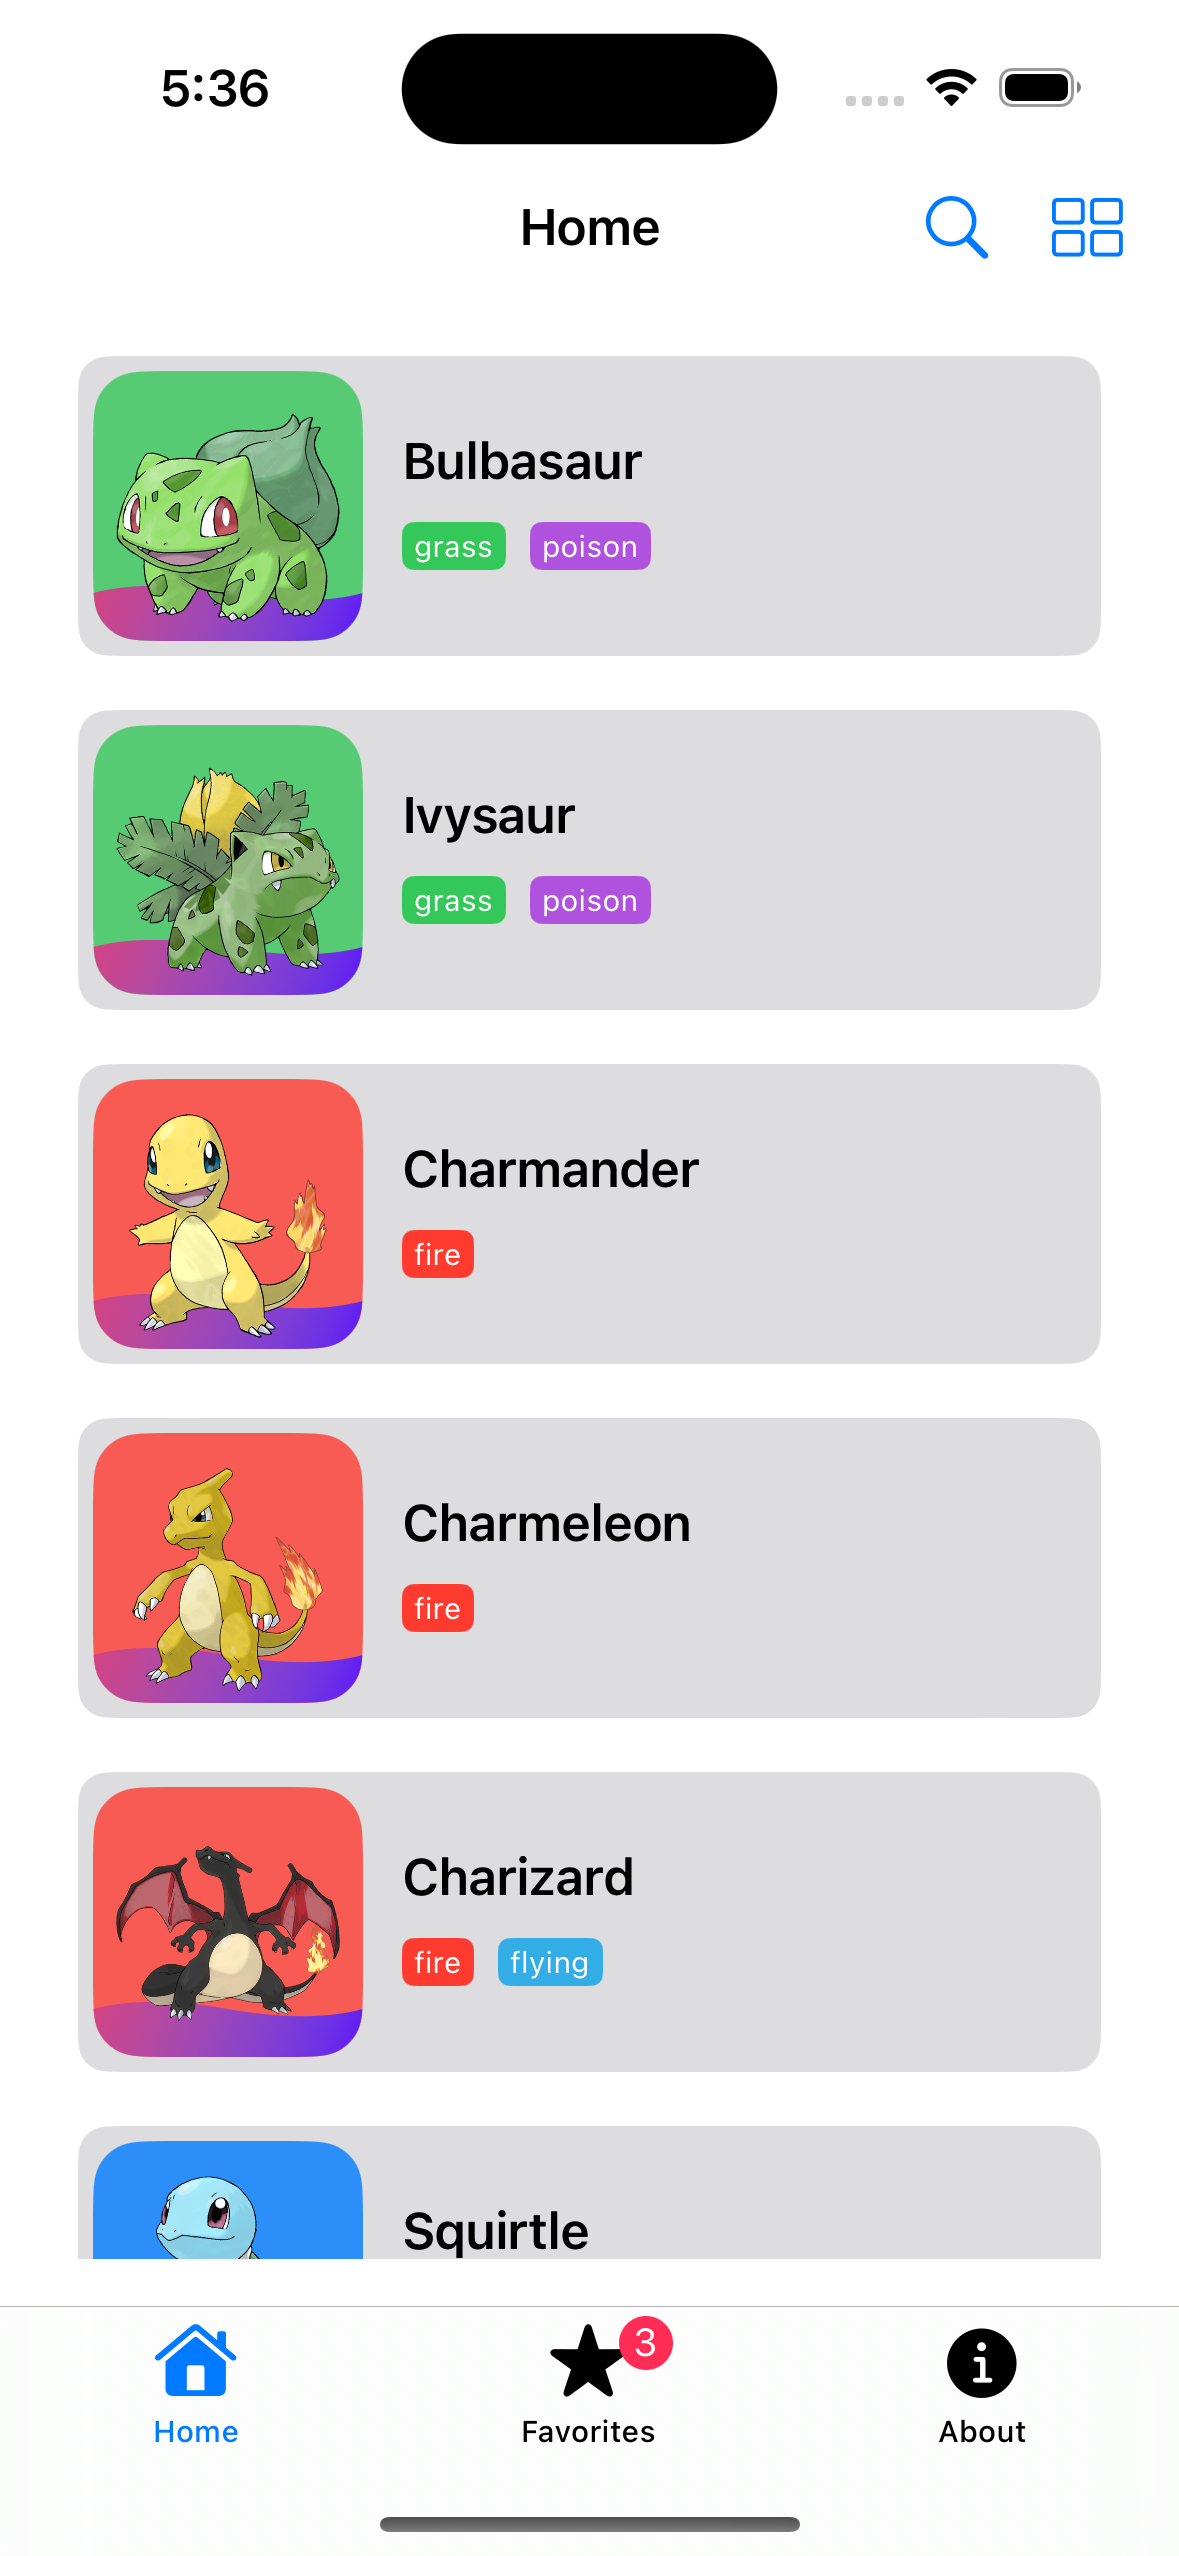 5:36
Home
Bulbasaur
grass poison
Ivysaur
grass poison
Charmander
fire
Charmeleon
fire
Charizard
fire flying
Squirtle
3
Home Favorites About